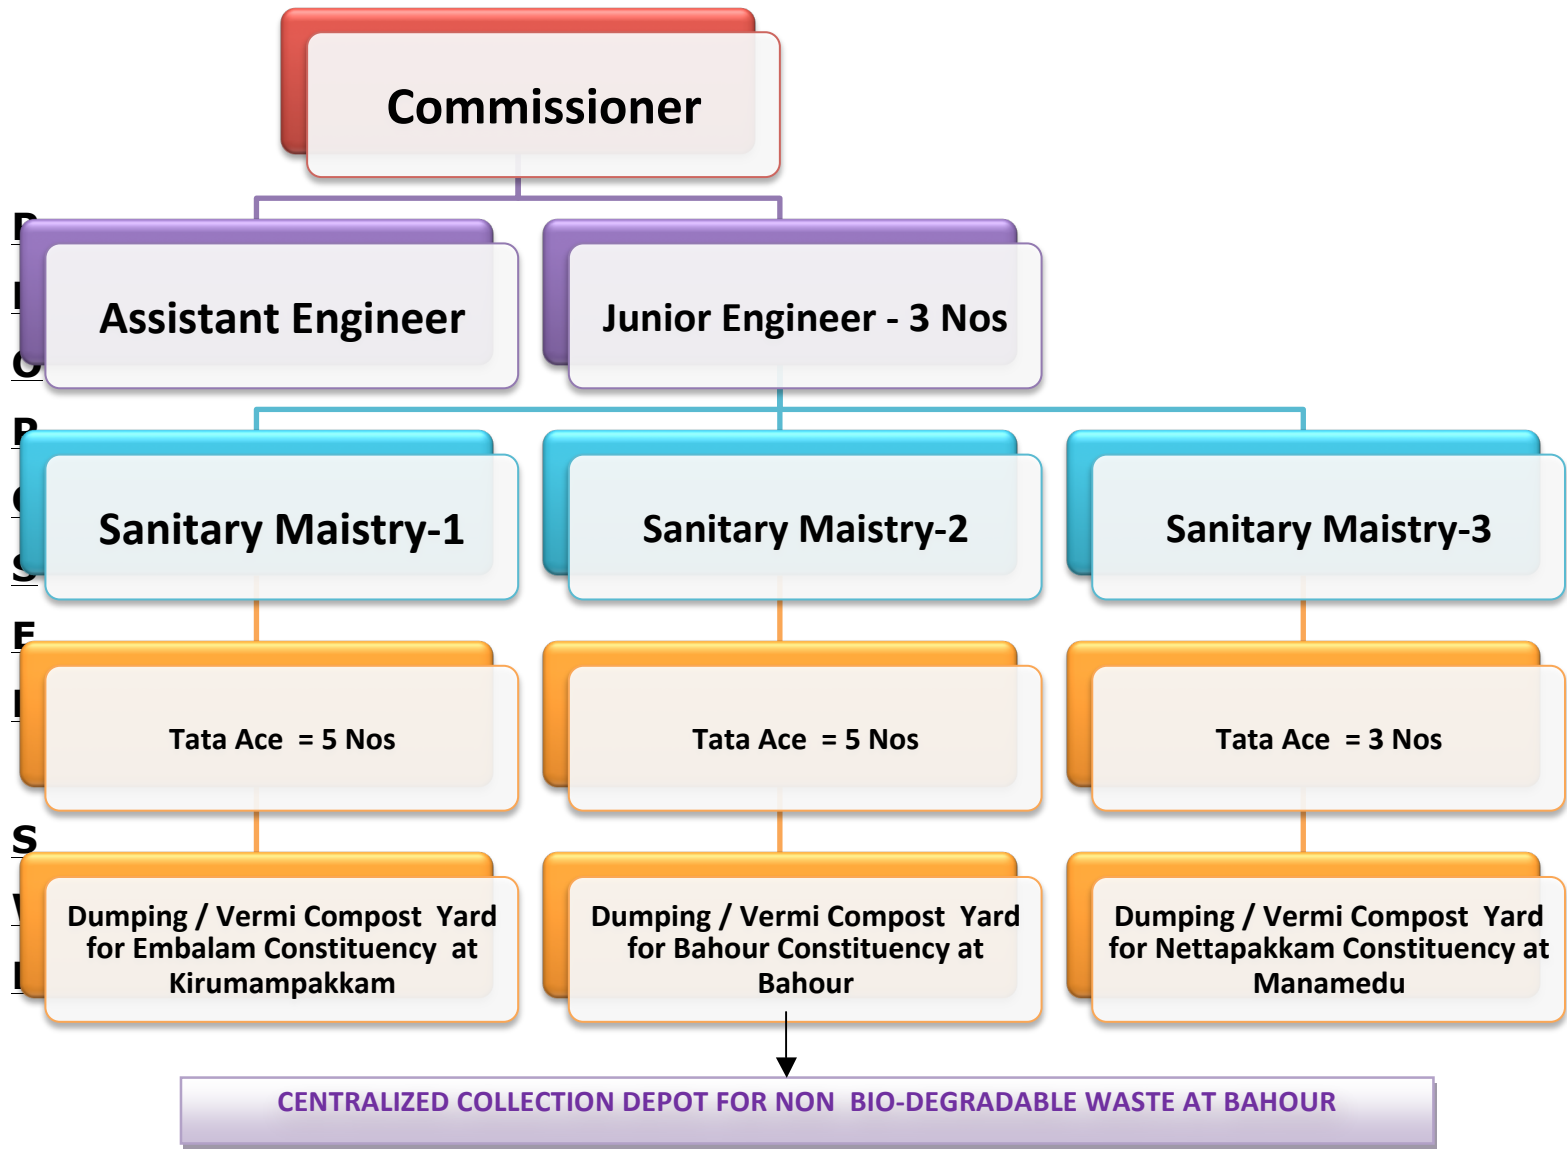 Commissioner
Assistant Engineer
Junior Engineer - 3 Nos
Sanitary Maistry-1
Sanitary Maistry-2
Sanitary Maistry-3
Tata Ace = 5 Nos
Tata Ace = 5 Nos
Tata Ace = 3 Nos
Dumping / Vermi Compost Yard
for Embalam Constituency at
Kirumampakkam
Dumping / Vermi Compost Yard
for Bahour Constituency at
Bahour
Dumping / Vermi Compost Yard
for Nettapakkam Constituency at
Manamedu
CENTRALIZED COLLECTION DEPOT FOR NON BIO-DEGRADABLE WASTE AT BAHOUR